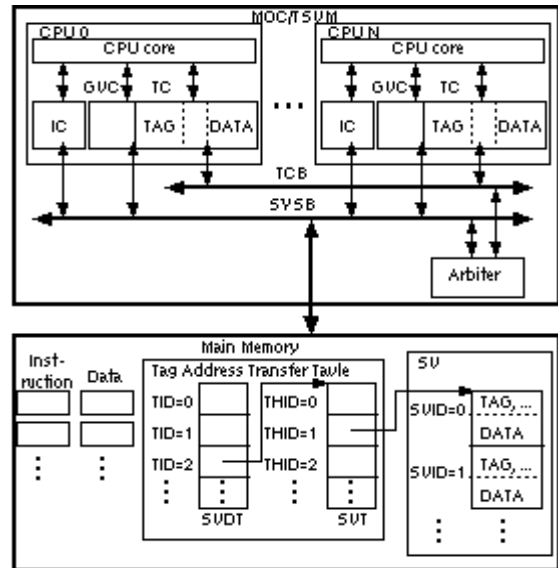 MOC/TSVM
CPU 0
CPU core
GVC TC
IC TAG DATA
CPU N
CPU core
GVC TC
IC TAG DATA
TCB
SVSB
Arbiter
Main Memory
Inst-
ruction
Data
Tag Address Transfer Tavle
TID=0
TID=1
TID=2
SVDT
THID=0
THID=1
THID=2
SVT
SV
SVID=0
TAG, ...
DATA
SVID=1
TAG, ...
DATA